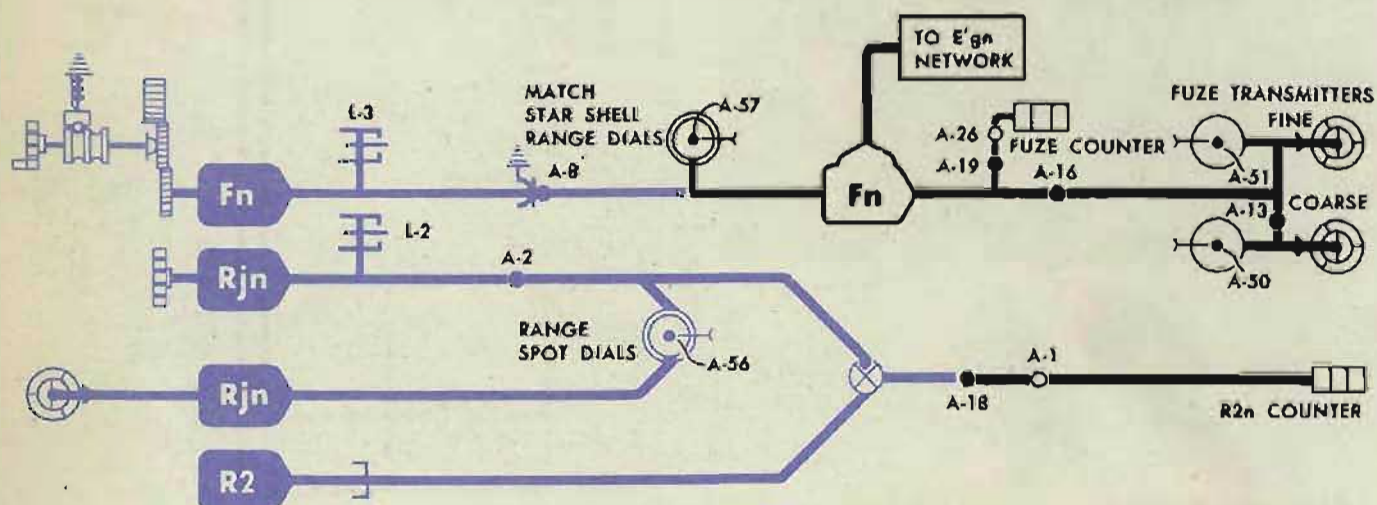 TO E'gn
NETWORK
MATCH
STAR SHELL
RANGE DIALS
A-57
L-3
A-8
Fn
Fn
A-26
A-19
FUZE COUNTER
A-16
FUZE TRANSMITTERS
FINE
A-51
A-13
COARSE
A-50
L-2
Rjn
A-2
RANGE
SPOT DIALS
A-56
Rjn
A-18
A-1
R2n COUNTER
R2